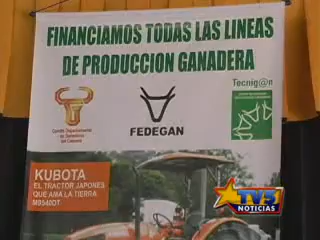 FINANCIAMOS TODAS LAS LINEAS
DE PRODUCCION GANADERA
Tecnig@n
FEDEGAN
KUBOTA
EL TRACTOR JAPONES
QUE AMA LA TIERRA
M9540DT
TV5
NOTICIAS